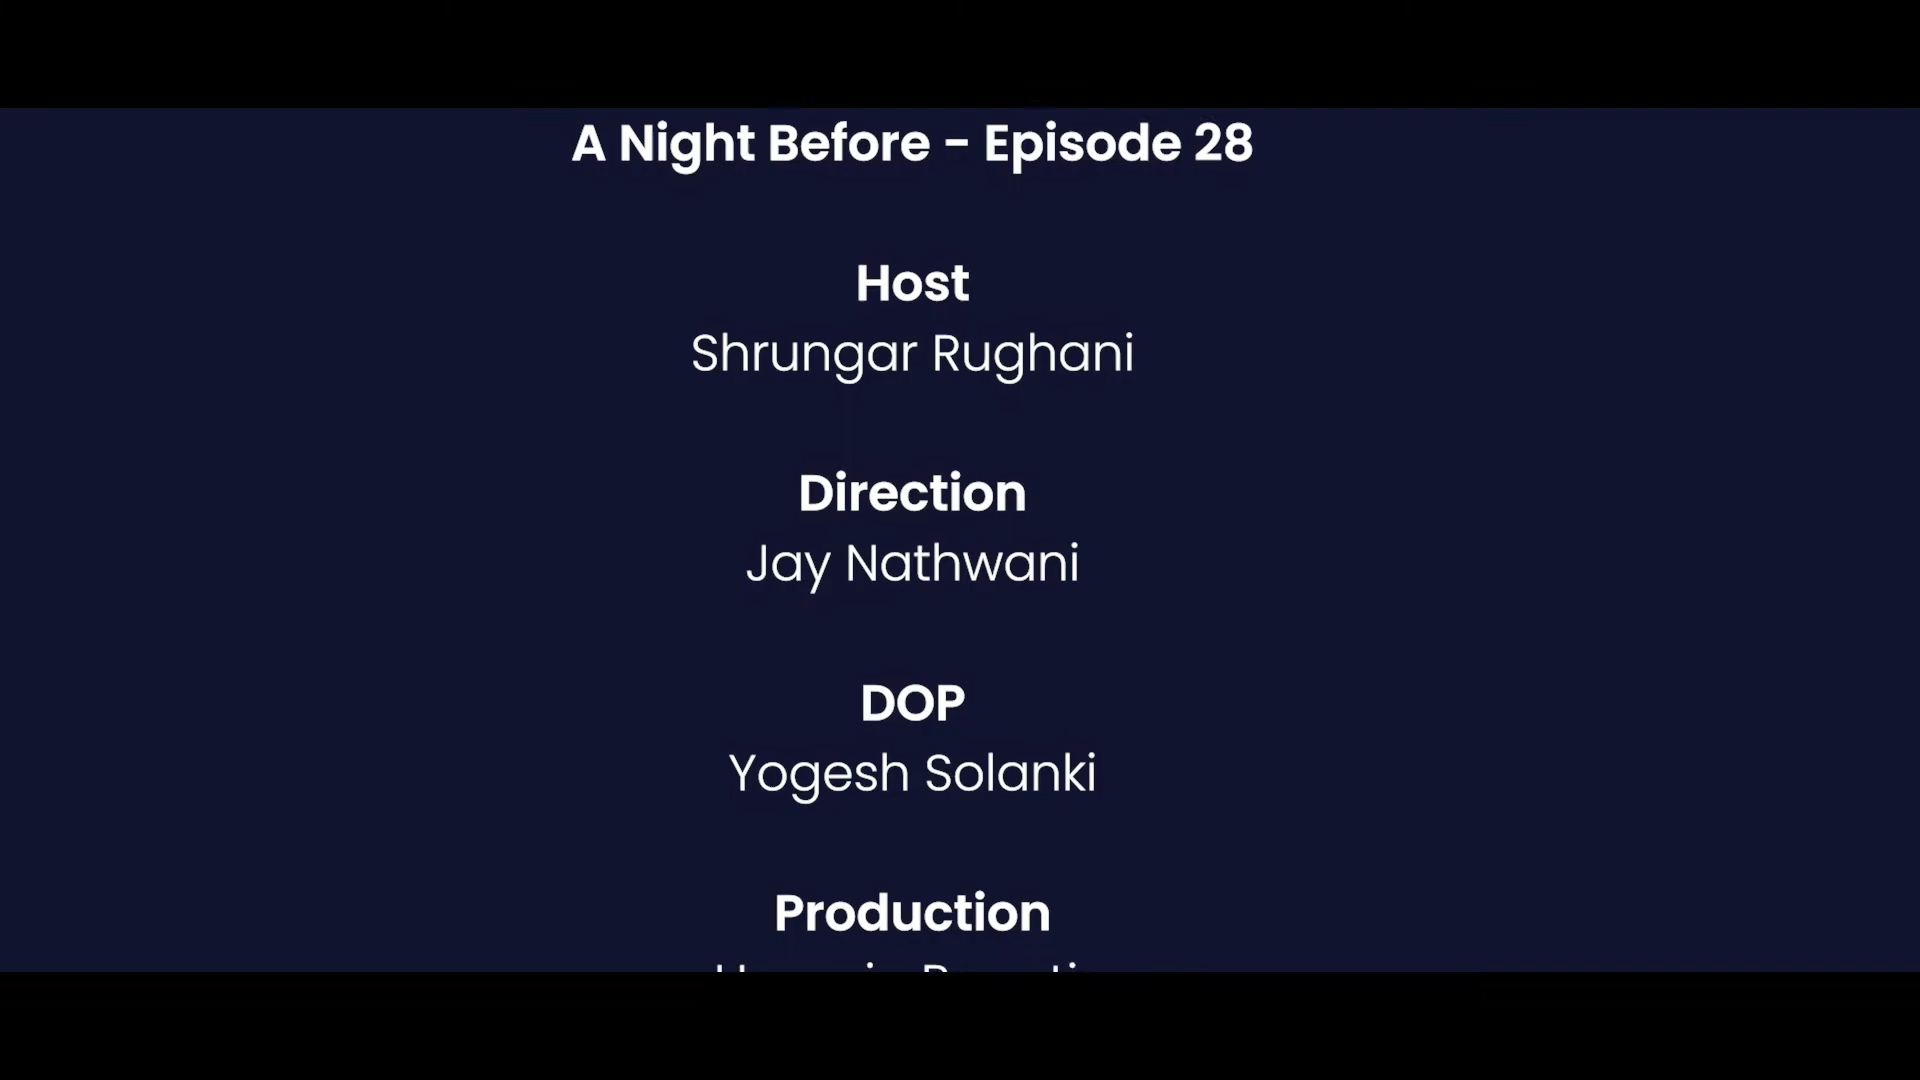 A Night Before - Episode 28
Host
Shrungar Rughani
Direction
Jay Nathwani
DOP
Yogesh Solanki
Production